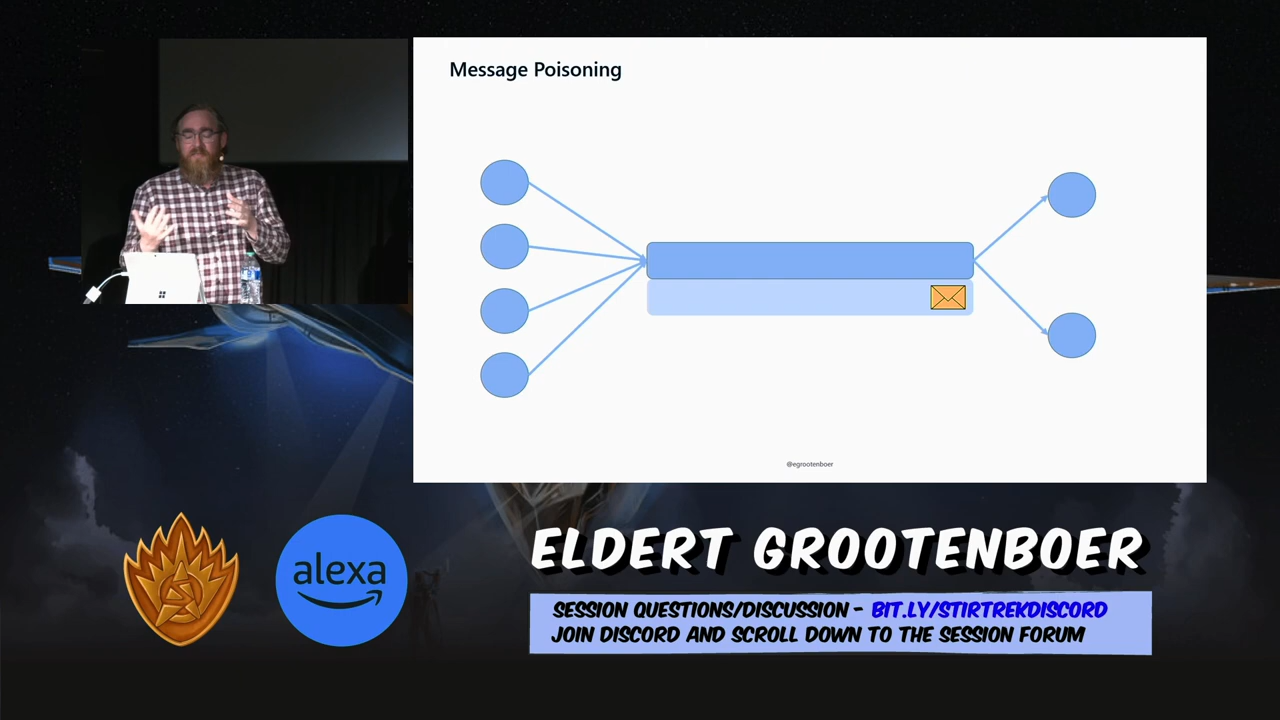 Message Poisoning
@egrootenboer
alexa
ELDERT GROOTENBOER
SESSION QUESTIONS/DISCUSSION - BIT.LY/STIRTREKDISCORD
JOIN DISCORD AND SCROLL DOWN TO THE SESSION FORUM